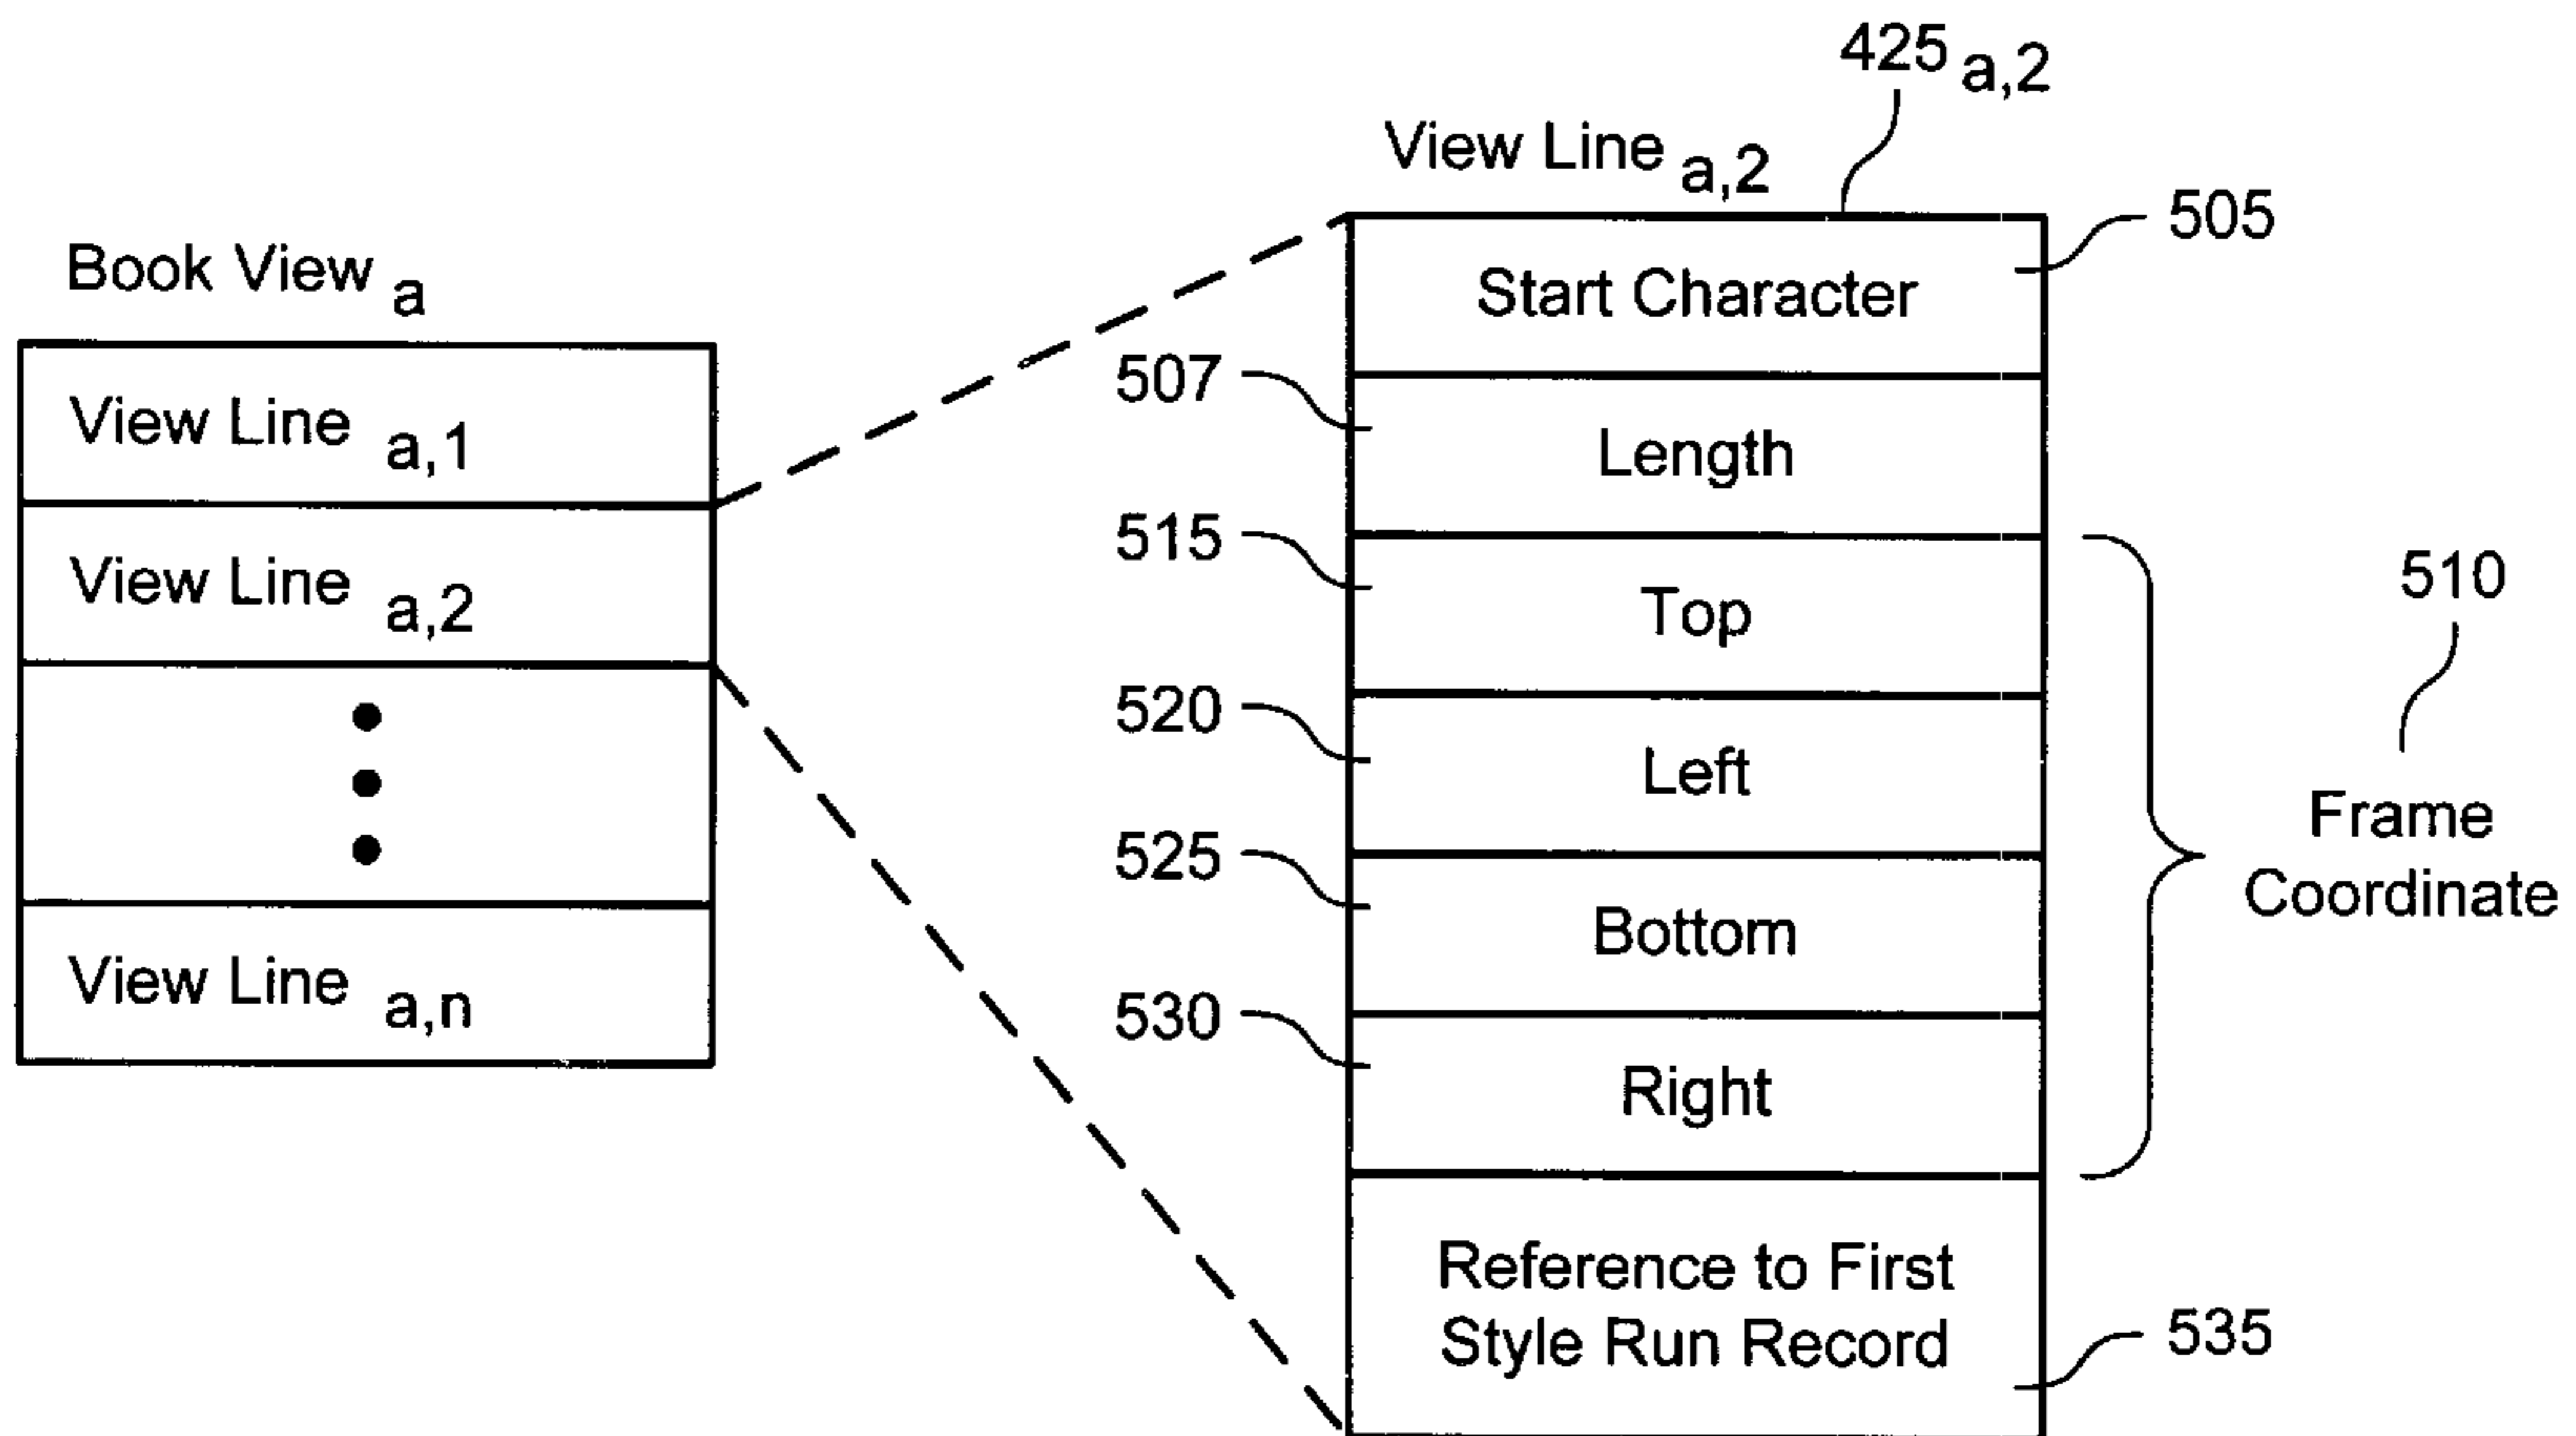 Book View a
View Line a,1
View Line a,2
View Line a,n
425 a,2
View Line a,2
505
Start Character
507
Length
515
Top
520
Left
525
Bottom
530
Right
510
Frame
Coordinate
Reference to First
Style Run Record
535